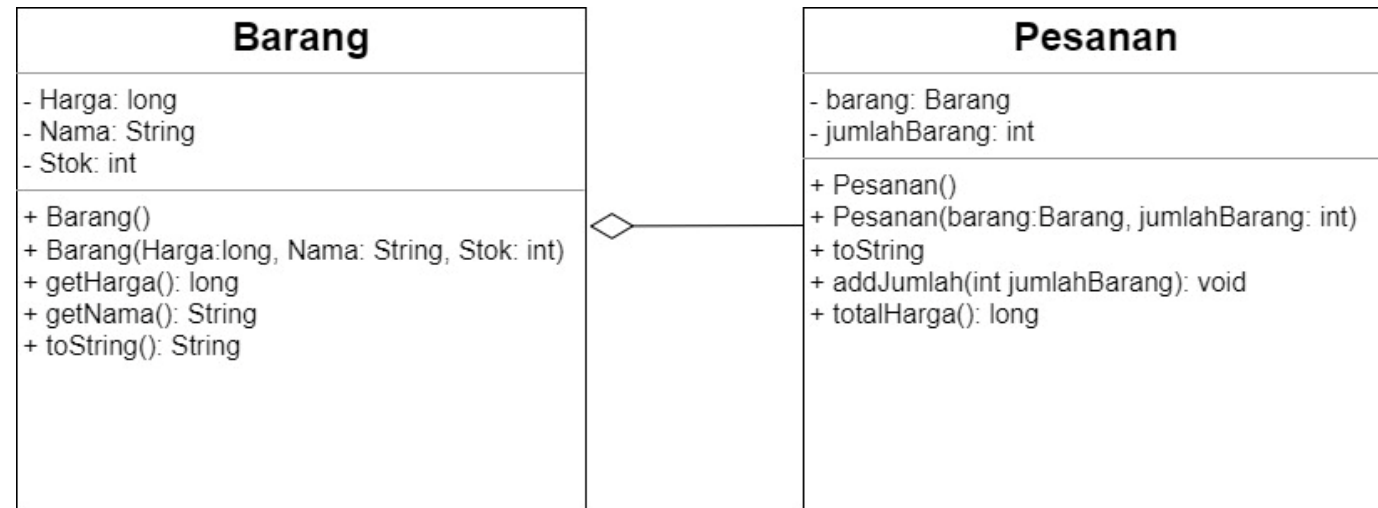 Barang
- Harga: long
- Nama: String
- Stok: int
+ Barang()
+ Barang(Harga:long, Nama: String, Stok: int)
+ getHarga(): long
+ getNama(): String
+ toString(): String
Pesanan
- barang: Barang
- jumlahBarang: int
+ Pesanan()
+ Pesanan(barang:Barang, jumlahBarang: int)
+ toString
+ addJumlah(int jumlahBarang): void
+ totalHarga(): long